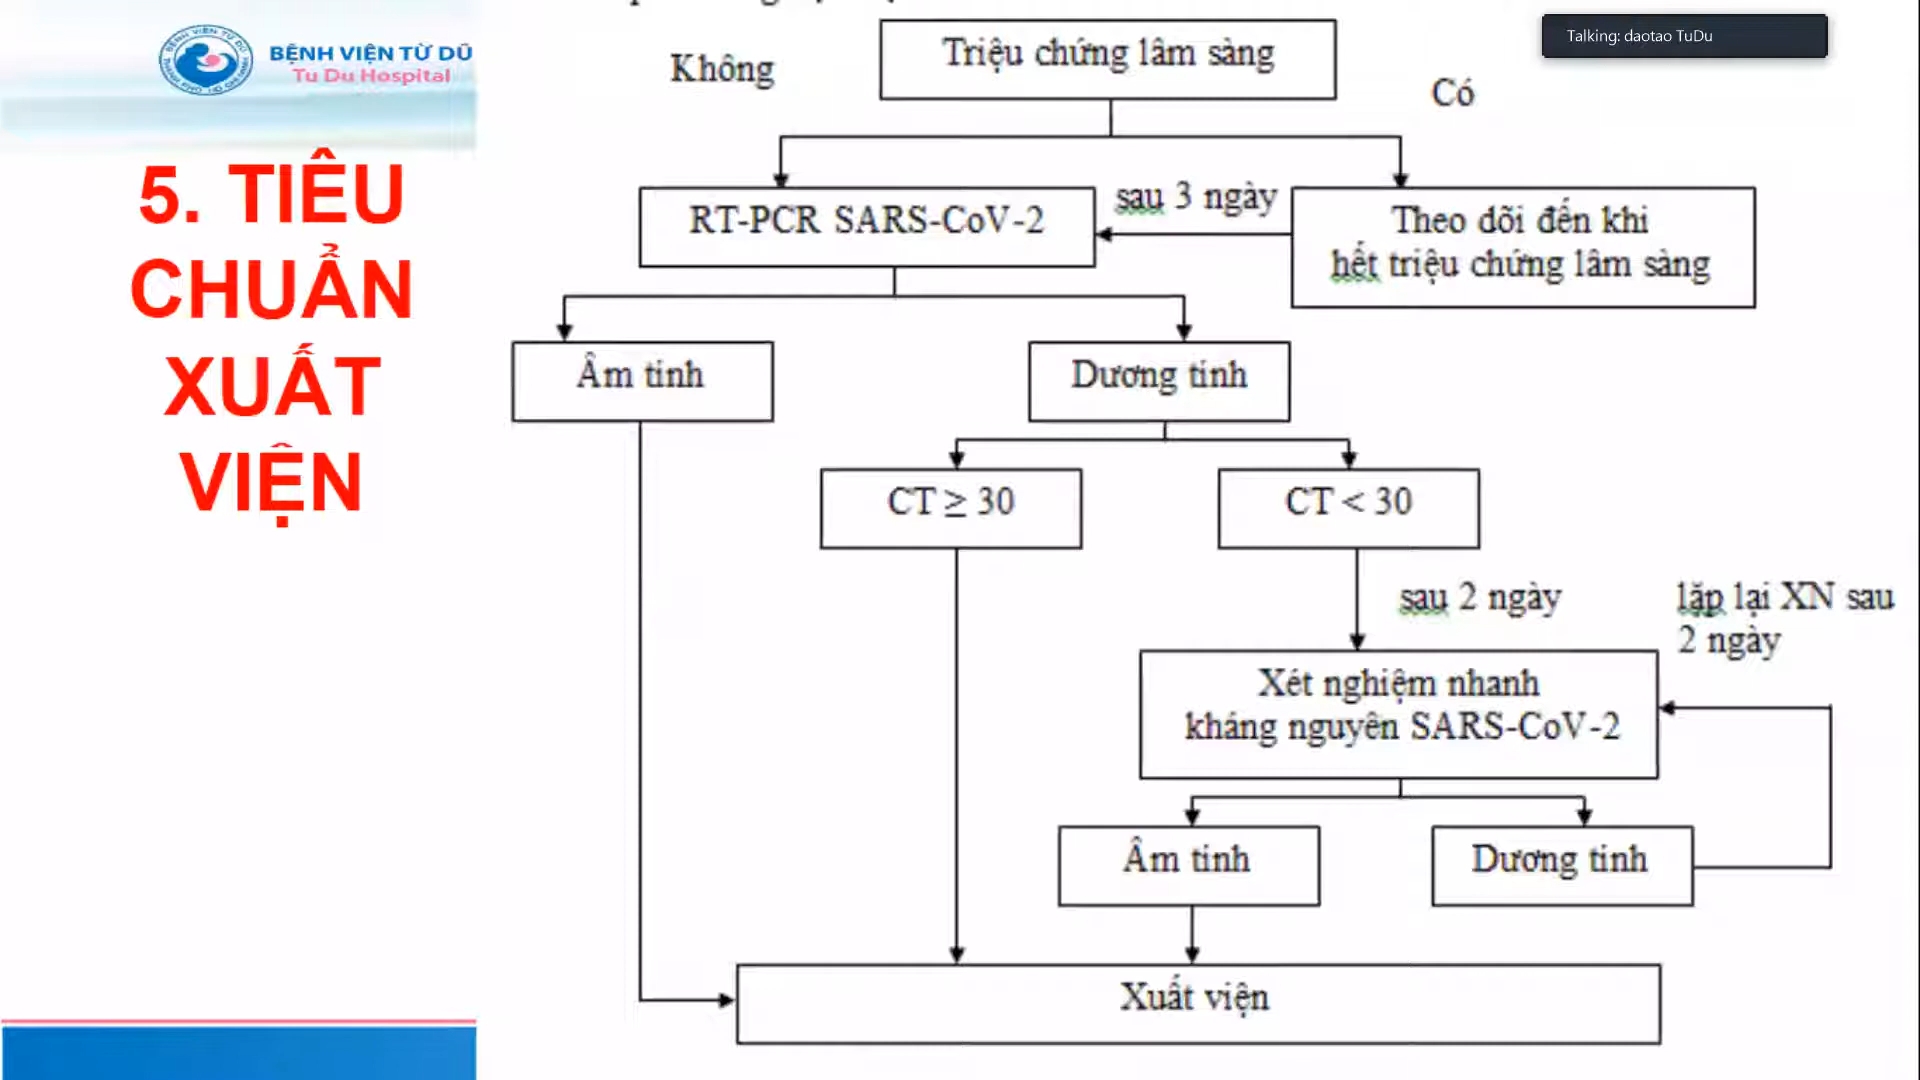 BỆNH VIỆN TỪ DŨ
Tu Du Hospital
5. TIÊU
CHUẨN
XUẤT
VIỆN
Talking: daotao TuDu
Triệu chứng lâm sàng
Không
Có
RT-PCR SARS-CoV-2
sau 3 ngày
Theo dõi đến khi
hết triệu chứng lâm sàng
Âm tính
Dương tính
CT ≥ 30
CT < 30
sau 2 ngày
lặp lại XN sau
2 ngày
Xét nghiệm nhanh
kháng nguyên SARS-CoV-2
Âm tính
Dương tính
Xuất viện